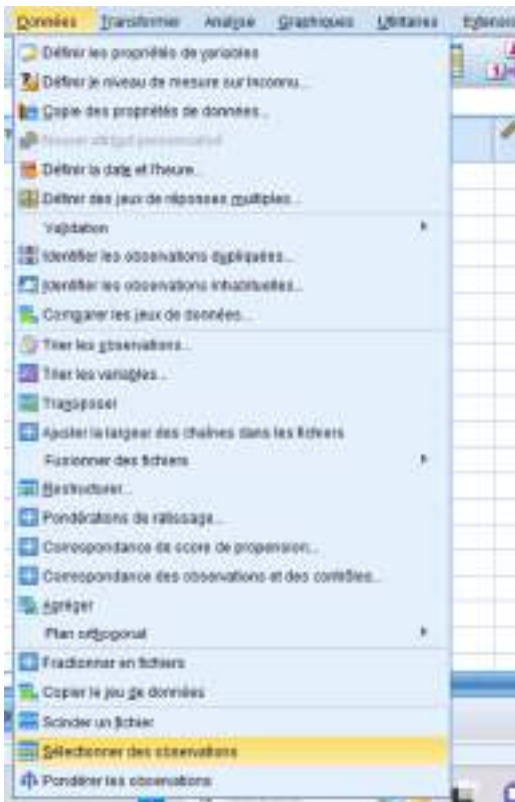 Données Transformer Analyse Graphiques Utilitaires Extensio
Définir les propriétés de variables
Définir le niveau de mesure sur Inconnu...
Copie des propriétés de données...
Nouvel attribut personnalisé
Définir la date et l'heure...
Définir des jeux de réponses multiples...
Validation
Identifier les observations dupliquées...
Identifier les observations inhabituelles...
Comparer les jeux de données...
Trier les observations...
Trier les variables...
Transposer
Ajuster la largeur des chaînes dans les fichiers
Fusionner des fichiers
Restructurer...
Pondérations de ratissage...
Correspondance de score de propension...
Correspondance des observations et des contrôles...
Agréger
Plan orthogonal
Fractionner en fichiers
Copier le jeu de données
Scinder un fichier
Sélectionner des observations
Pondérer les observations